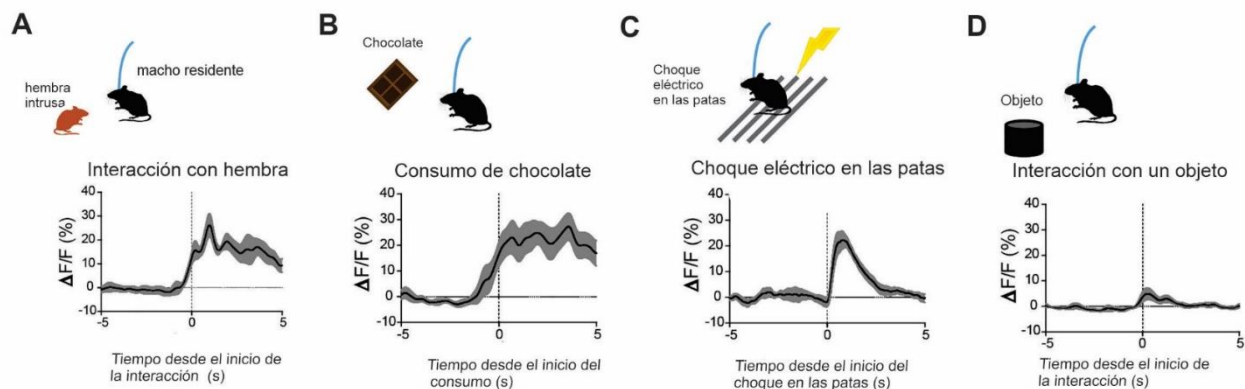 A
hembra
intrusa
macho residente
Interacción con hembra
ΔF/F (%)
40
30
20
10
0
-10
-5
0
5
Tiempo desde el inicio de
la interacción (s)
B
Chocolate
Consumo de chocolate
ΔF/F (%)
40
30
20
10
0
-10
-5
0
5
Tiempo desde el inicio del
consumo (s)
C
Choque
eléctrico
en las patas
Choque eléctrico en las patas
ΔF/F (%)
40
30
20
10
0
-10
-5
0
5
Tiempo desde el inicio del
choque en las patas (s)
D
Objeto
Interacción con un objeto
ΔF/F (%)
40
30
20
10
0
-10
-5
0
5
Tiempo desde el inicio de
la interacción (s)